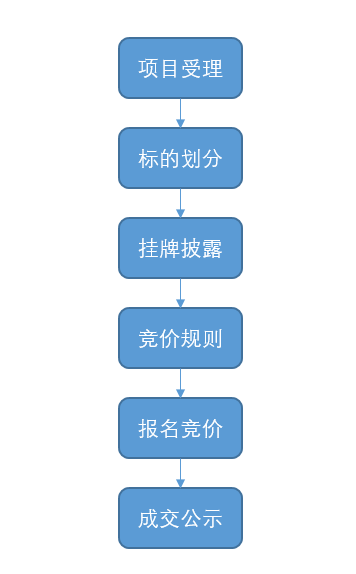 项目受理
标的划分
挂牌披露
竞价规则
报名竞价
成交公示